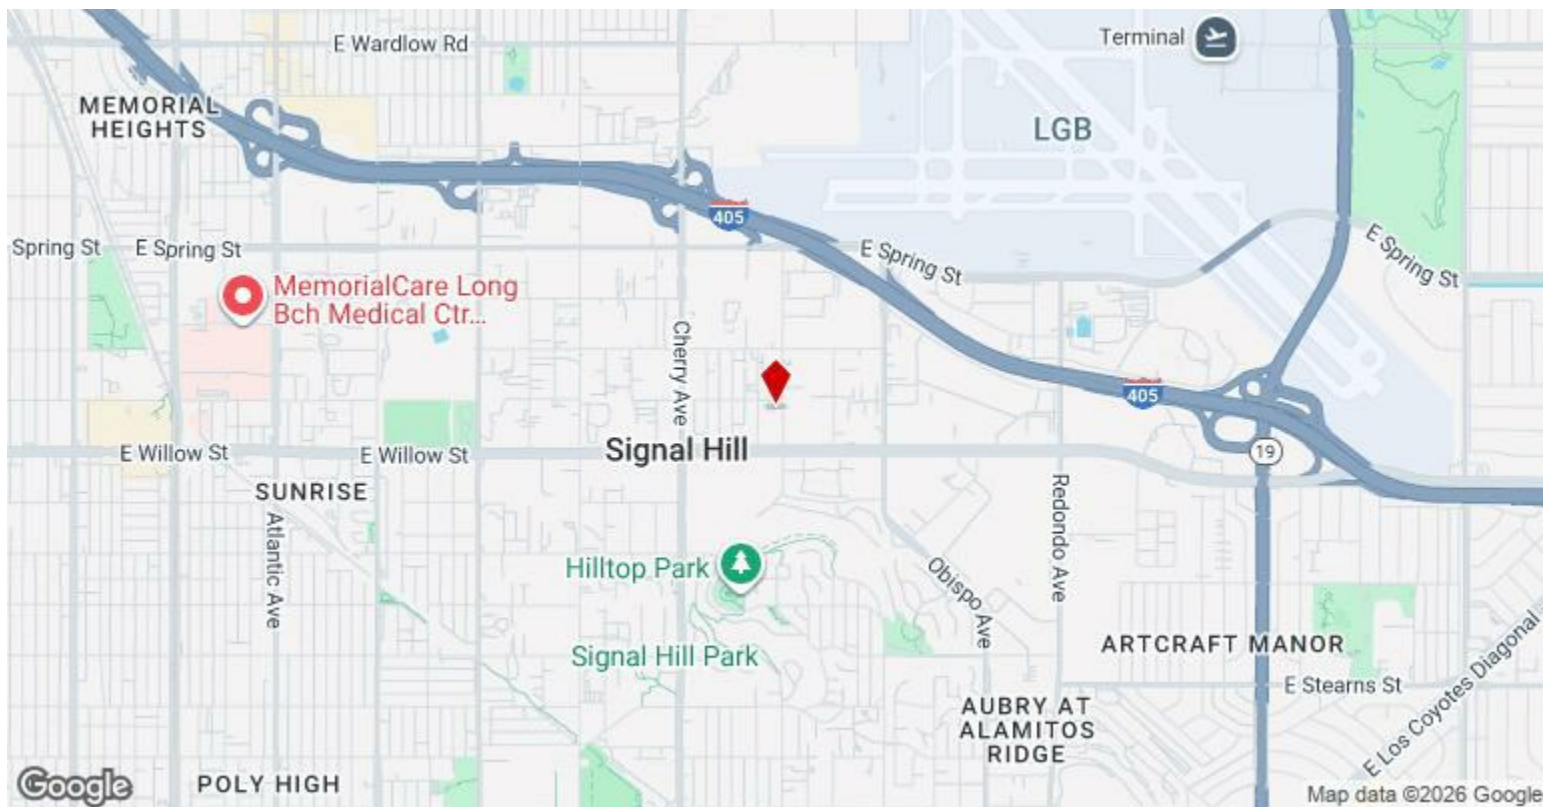 E Wardlow Rd
Terminal
MEMORIAL
HEIGHTS
LGB
405
Spring St
E Spring St
E Spring St
E Spring St
MemorialCare Long
Bch Medical Ctr...
Cherry Ave
405
E Willow St
E Willow St
Signal Hill
19
SUNRISE
Atlantic Ave
Redondo Ave
Hilltop Park
Obispo Ave
Signal Hill Park
ARTCRAFT MANOR
E Stearns St
E Los Coyotes Diagonal
AUBRY AT
ALAMITOS
RIDGE
POLY HIGH
Google
Map data ©2026 Google